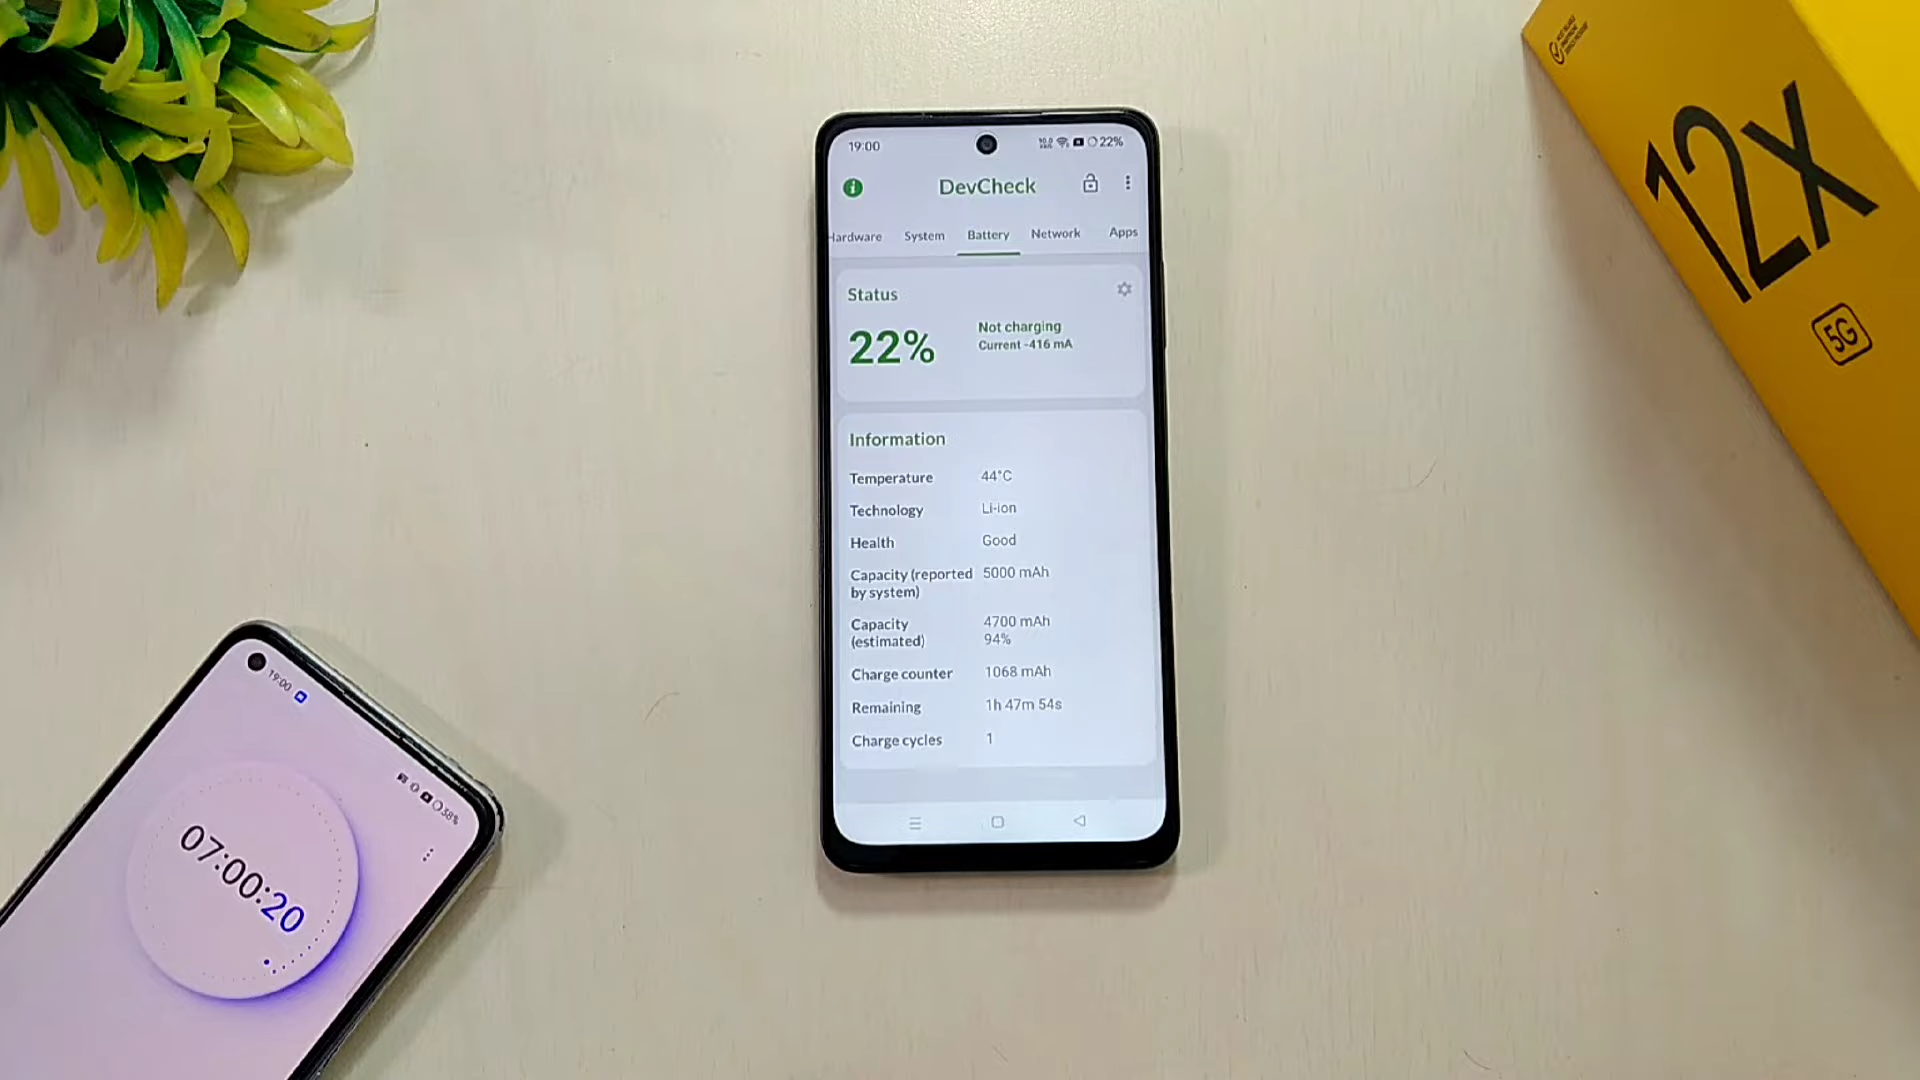 19:00
22%
DevCheck
Hardware System Battery Network Apps
Status
22%
Not charging
Current -416 mA
Information
Temperature 44°C
Technology Li-ion
Health Good
Capacity (reported by system) 5000 mAh
Capacity (estimated) 4700 mAh
94%
Charge counter 1068 mAh
Remaining 1h 47m 54s
Charge cycles 1
19:00
38%
07:00:20
12x
5G